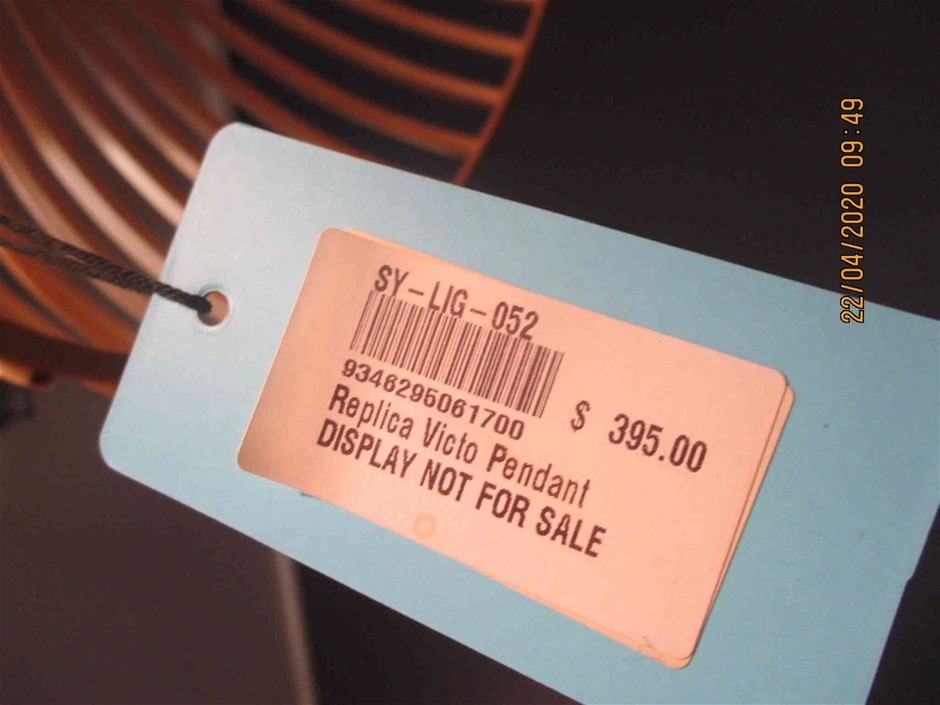 SY-LIG-052
9346295061700
$ 395.00
Replica Victo Pendant
DISPLAY NOT FOR SALE
22/04/2020 09:49